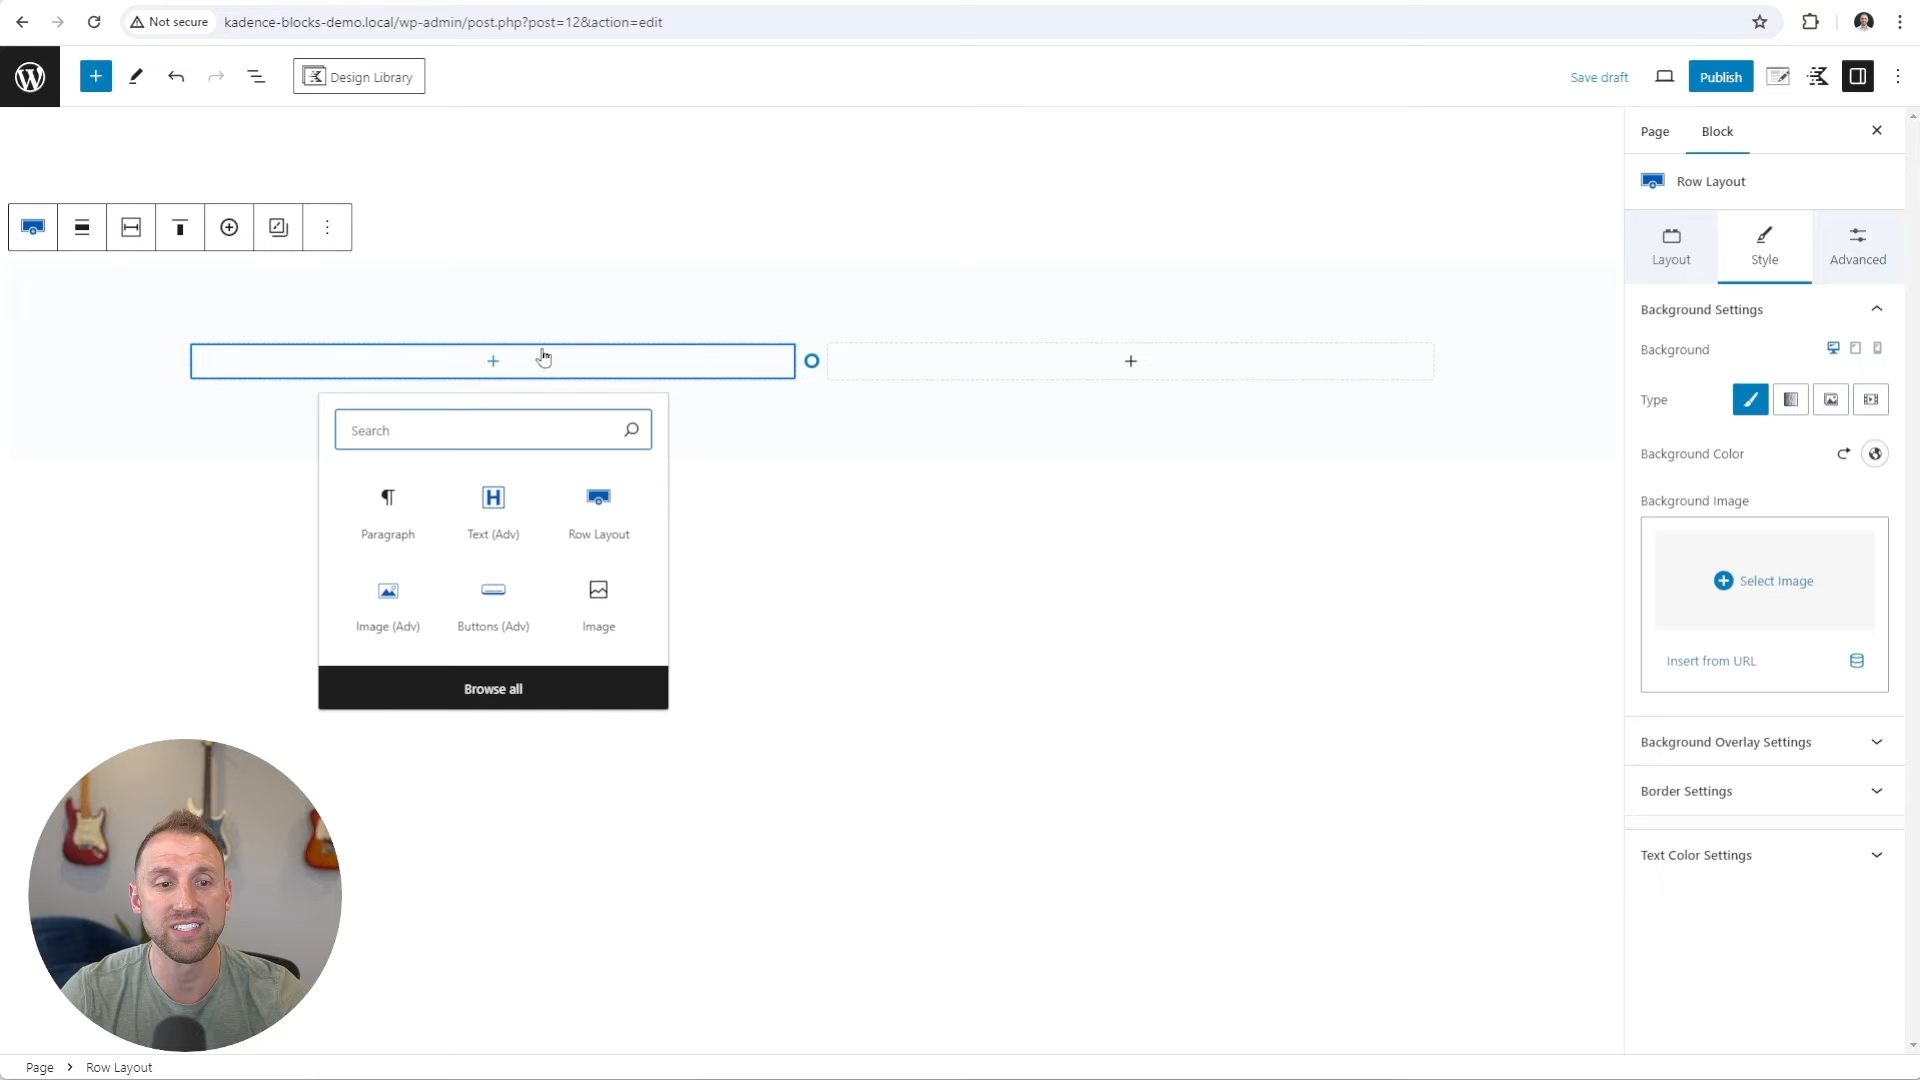 Not secure
kadence-blocks-demo.local/wp-admin/post.php?post=12&action=edit
Design Library
Save draft
Publish
Page
Block
Row Layout
Layout
Style
Advanced
Background Settings
Background
Type
Background Color
Background Image
Select Image
Insert from URL
Background Overlay Settings
Border Settings
Text Color Settings
Search
Paragraph
Text (Adv)
Row Layout
Image (Adv)
Buttons (Adv)
Image
Browse all
Page
Row Layout